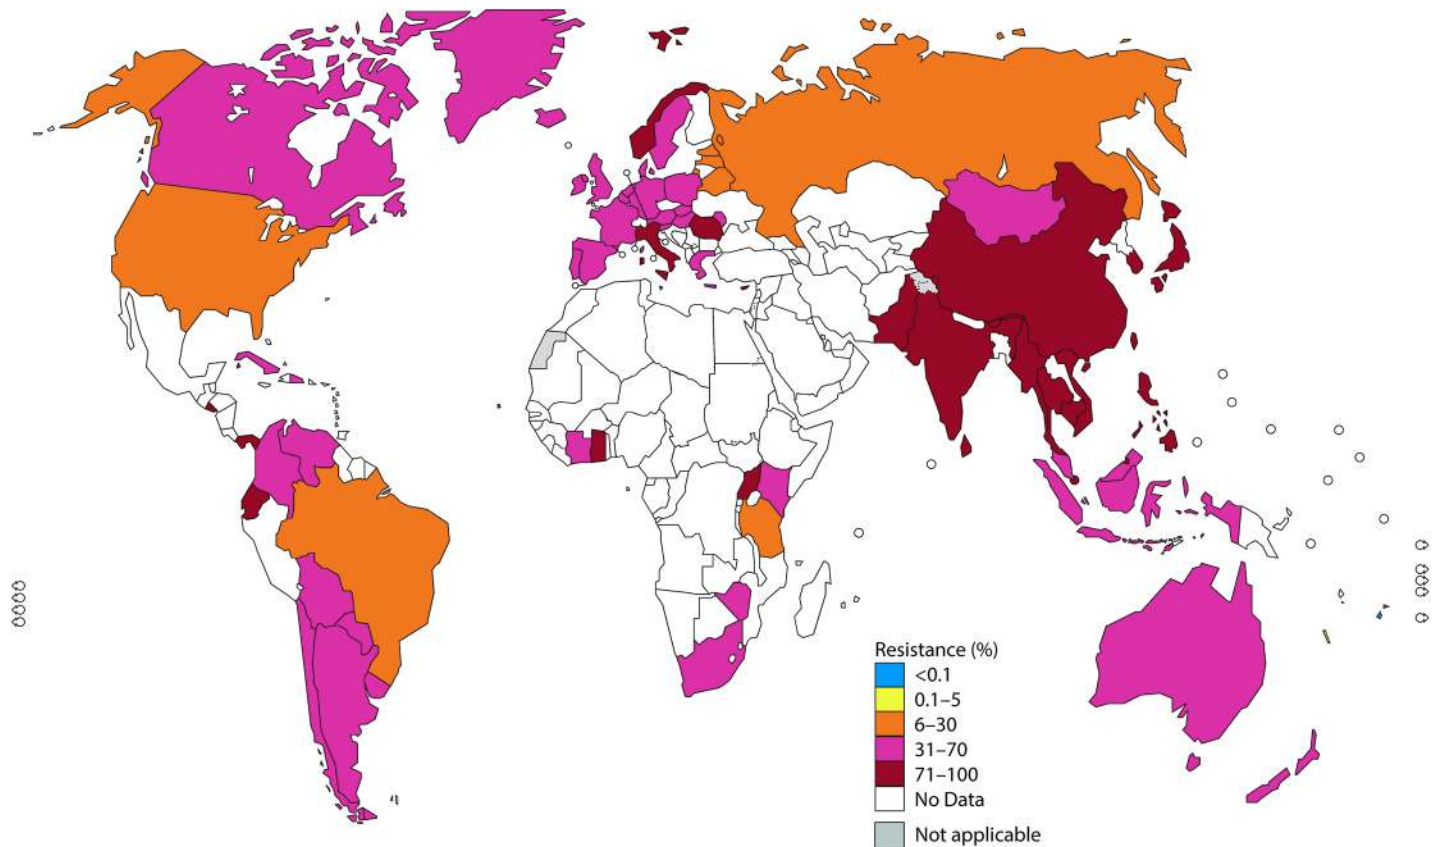 Resistance (%)
<0.1
0.1–5
6–30
31–70
71–100
No Data
Not applicable